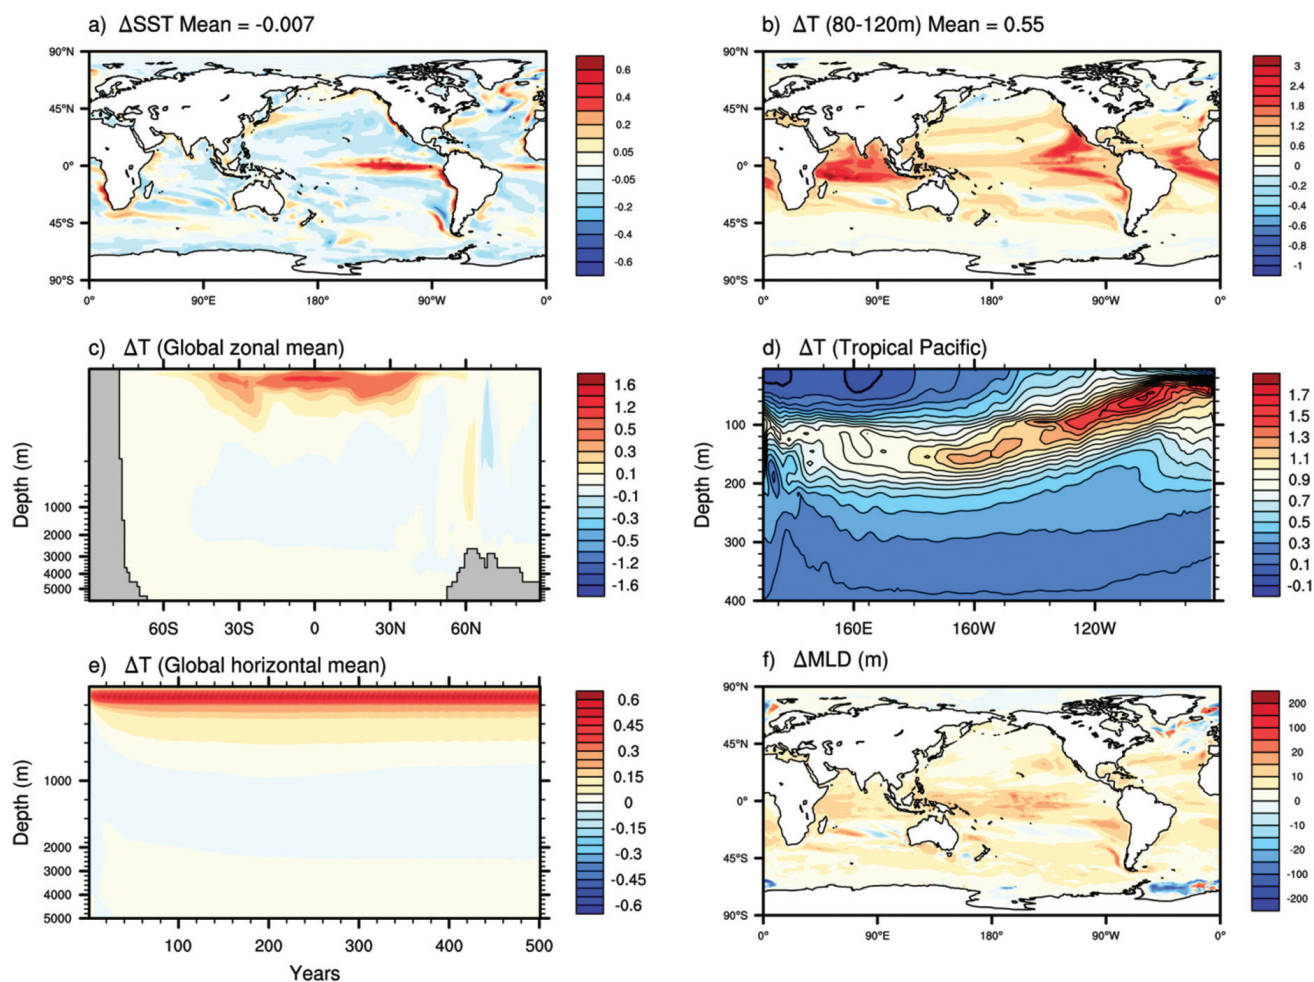 a) ΔSST Mean = -0.007
90°N
45°N
0°
45°S
90°S
0°
90°E
180°
90°W
0°
0.6
0.4
0.2
0.05
-0.05
-0.2
-0.4
-0.6
b) ΔT (80-120m) Mean = 0.55
90°N
45°N
0°
45°S
90°S
0°
90°E
180°
90°W
0°
3
2.4
1.8
1.2
0.6
0
-0.2
-0.4
-0.6
-0.8
-1
c) ΔT (Global zonal mean)
Depth (m)
1000
2000
3000
4000
5000
60S
30S
0
30N
60N
1.6
1.2
0.5
0.3
0.1
-0.1
-0.3
-0.5
-1.2
-1.6
d) ΔT (Tropical Pacific)
Depth (m)
100
200
300
400
160E
160W
120W
1.7
1.5
1.3
1.1
0.9
0.7
0.5
0.3
0.1
-0.1
e) ΔT (Global horizontal mean)
Depth (m)
1000
2000
3000
4000
5000
100
200
300
400
500
Years
0.6
0.45
0.3
0.15
0
-0.15
-0.3
-0.45
-0.6
f) ΔMLD (m)
90°N
45°N
0°
45°S
90°S
0°
90°E
180°
90°W
0°
200
100
20
10
0
-10
-20
-100
-200